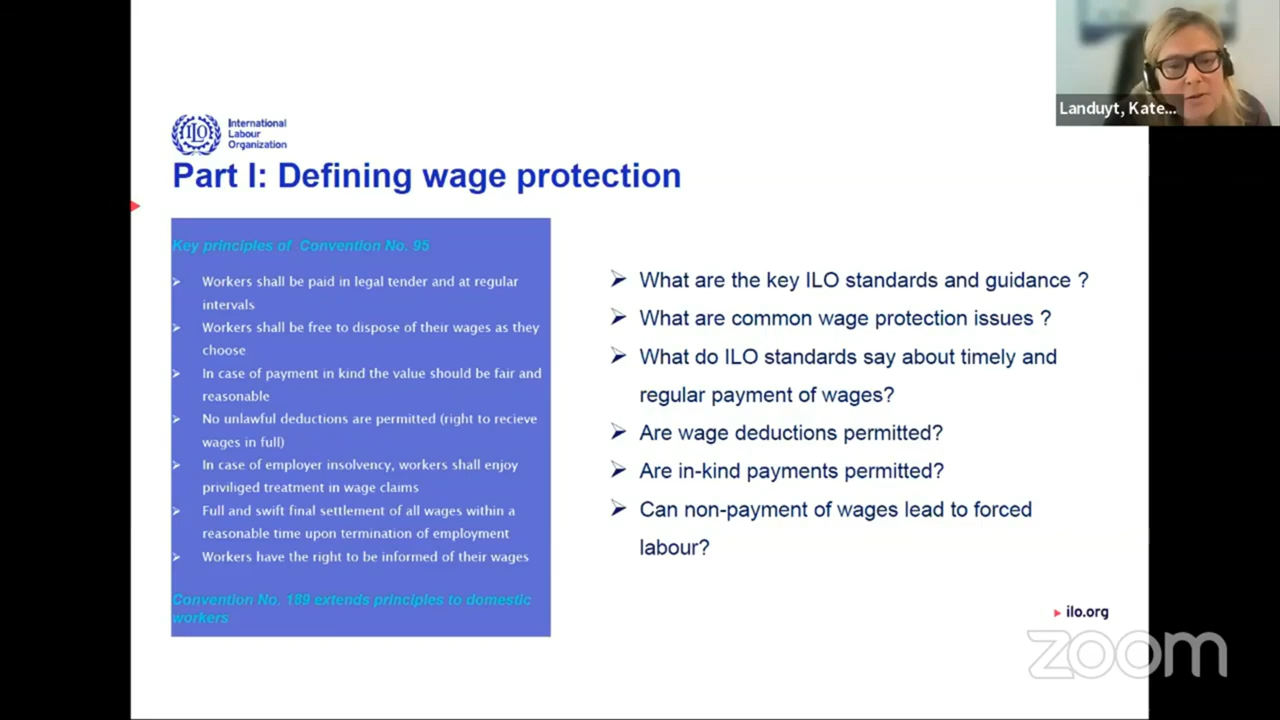 Landuyt, Kate...
ILO
International
Labour
Organization
Part I: Defining wage protection
Key principles of Convention No. 95
Workers shall be paid in legal tender and at regular
intervals
Workers shall be free to dispose of their wages as they
choose
In case of payment in kind the value should be fair and
reasonable
No unlawful deductions are permitted (right to recieve
wages in full)
In case of employer insolvency, workers shall enjoy
priviliged treatment in wage claims
Full and swift final settlement of all wages within a
reasonable time upon termination of employment
Workers have the right to be informed of their wages
Convention No. 189 extends principles to domestic
workers
What are the key ILO standards and guidance ?
What are common wage protection issues ?
What do ILO standards say about timely and
regular payment of wages?
Are wage deductions permitted?
Are in-kind payments permitted?
Can non-payment of wages lead to forced
labour?
ilo.org
zoom